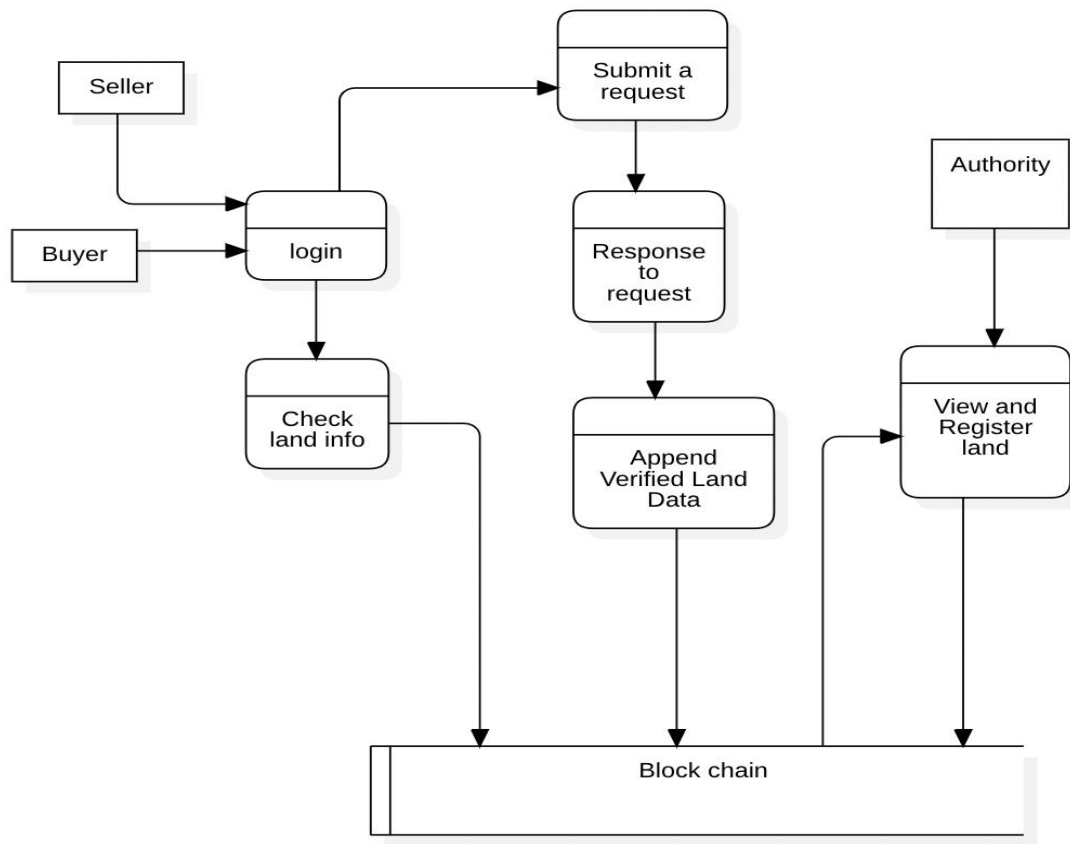 Submit a
request
Seller
Authority
Buyer
login
Response
to
request
Check
land info
View and
Register
land
Append
Verified Land
Data
Block chain